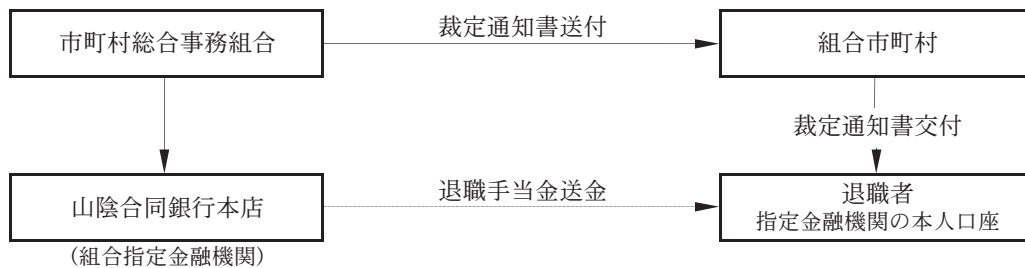 市町村総合事務組合
裁定通知書送付
組合市町村
裁定通知書交付
山陰合同銀行本店
(組合指定金融機関)
退職手当金送金
退職者
指定金融機関の本人口座